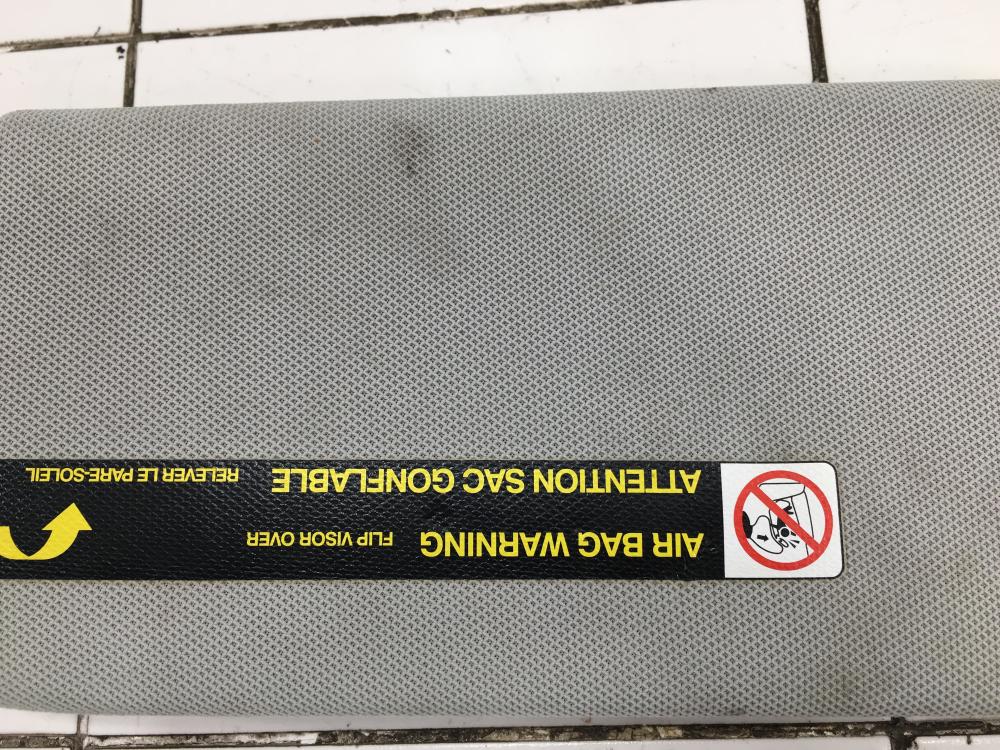 AIR BAG WARNING FLIP VISOR OVER
ATTENTION SAC GONFLABLE RELEVER LE PARE-SOLEIL